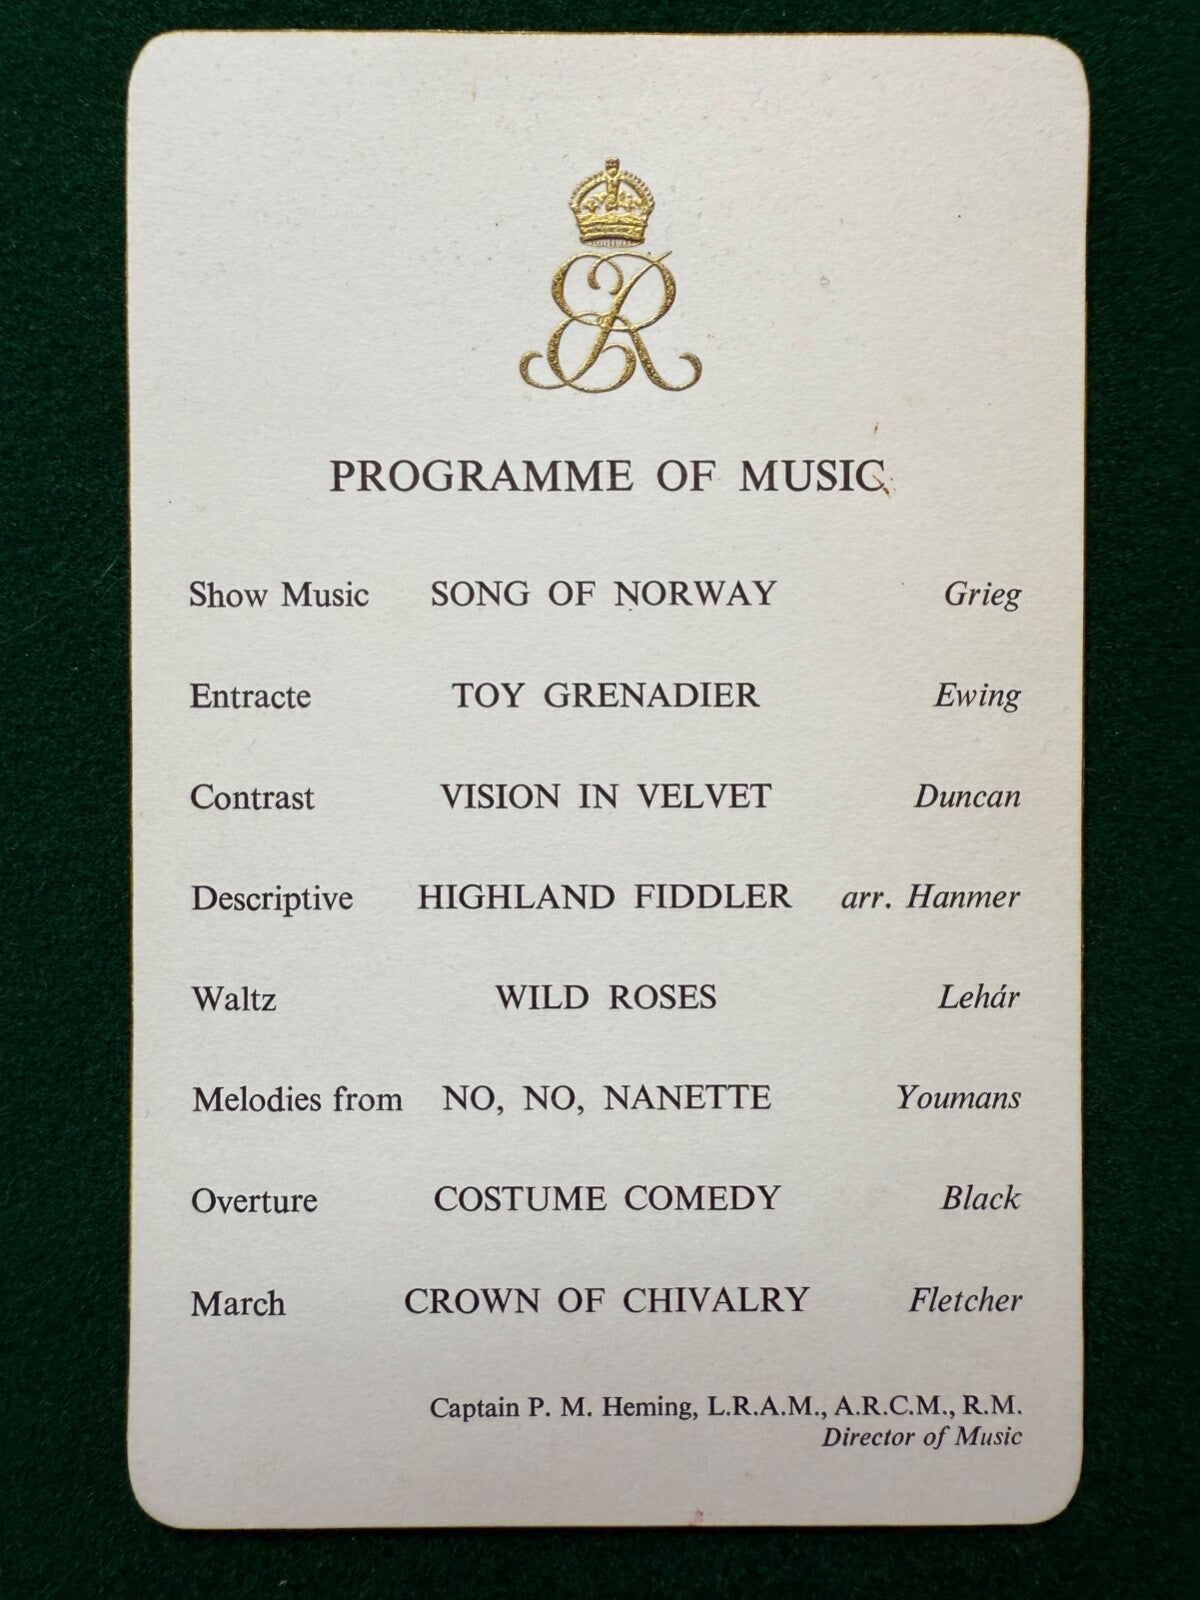 ER
PROGRAMME OF MUSIC
Show Music SONG OF NORWAY Grieg
Entracte TOY GRENADIER Ewing
Contrast VISION IN VELVET Duncan
Descriptive HIGHLAND FIDDLER arr. Hanmer
Waltz WILD ROSES Lehár
Melodies from NO, NO, NANETTE Youmans
Overture COSTUME COMEDY Black
March CROWN OF CHIVALRY Fletcher
Captain P. M. Heming, L.R.A.M., A.R.C.M., R.M.
Director of Music